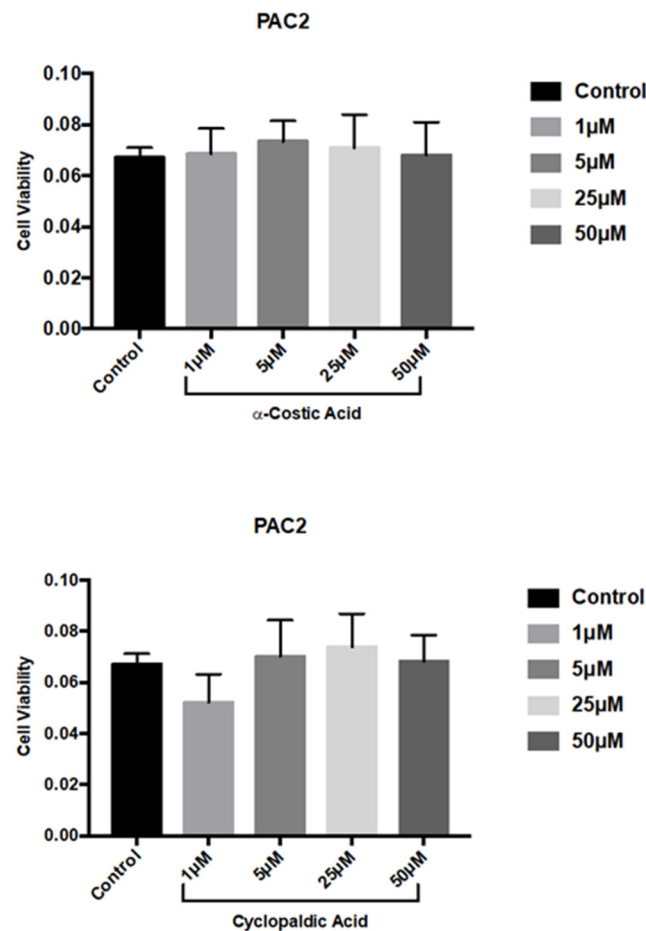 PAC2
Cell Viability
0.10
0.08
0.06
0.04
0.02
0.00
Control
1μM
5μM
25μM
50μM
α-Costic Acid
Control
1μM
5μM
25μM
50μM
PAC2
Cell Viability
0.10
0.08
0.06
0.04
0.02
0.00
Control
1μM
5μM
25μM
50μM
Cyclopaldic Acid
Control
1μM
5μM
25μM
50μM